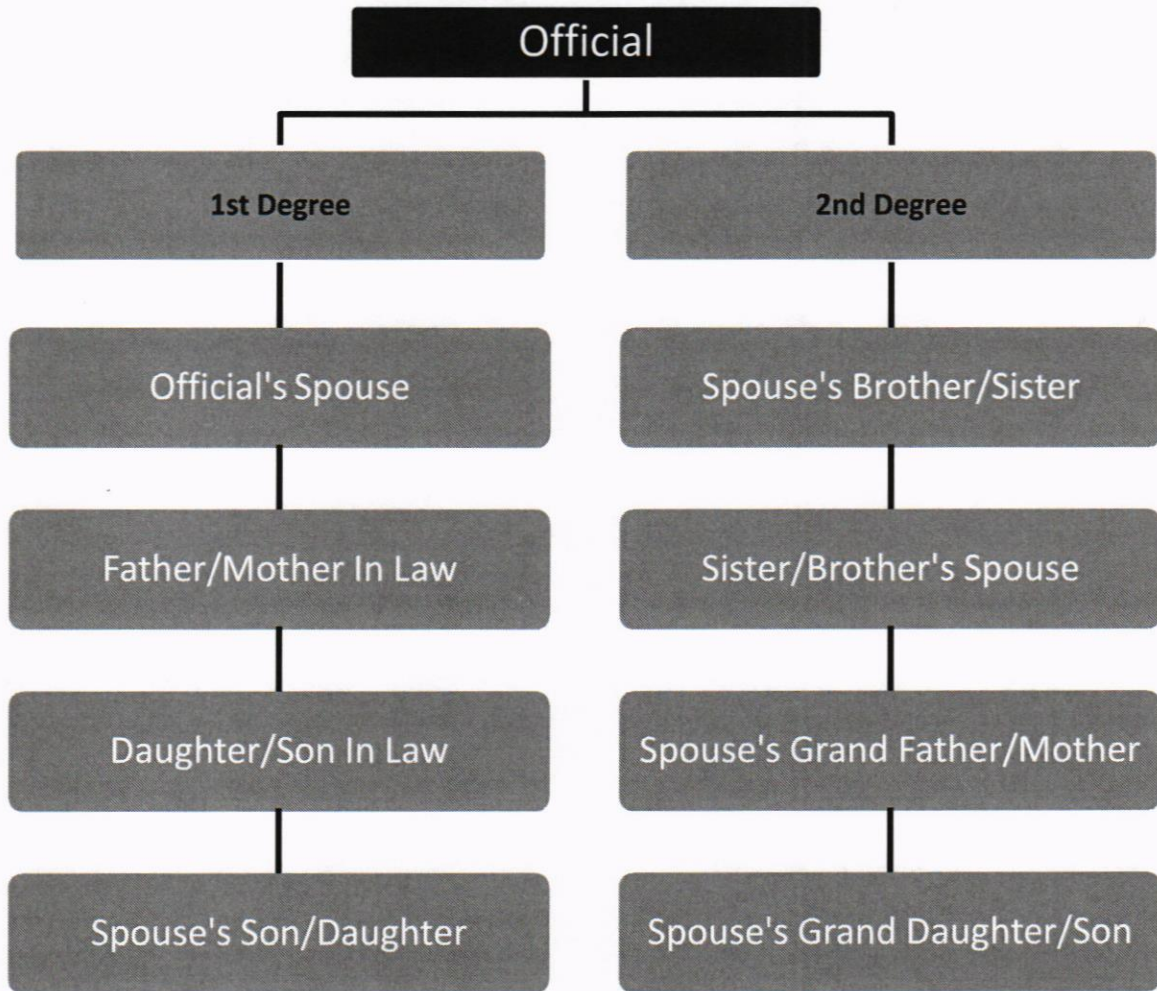 Official
1st Degree
2nd Degree
Official's Spouse
Spouse's Brother/Sister
Father/Mother In Law
Sister/Brother's Spouse
Daughter/Son In Law
Spouse's Grand Father/Mother
Spouse's Son/Daughter
Spouse's Grand Daughter/Son